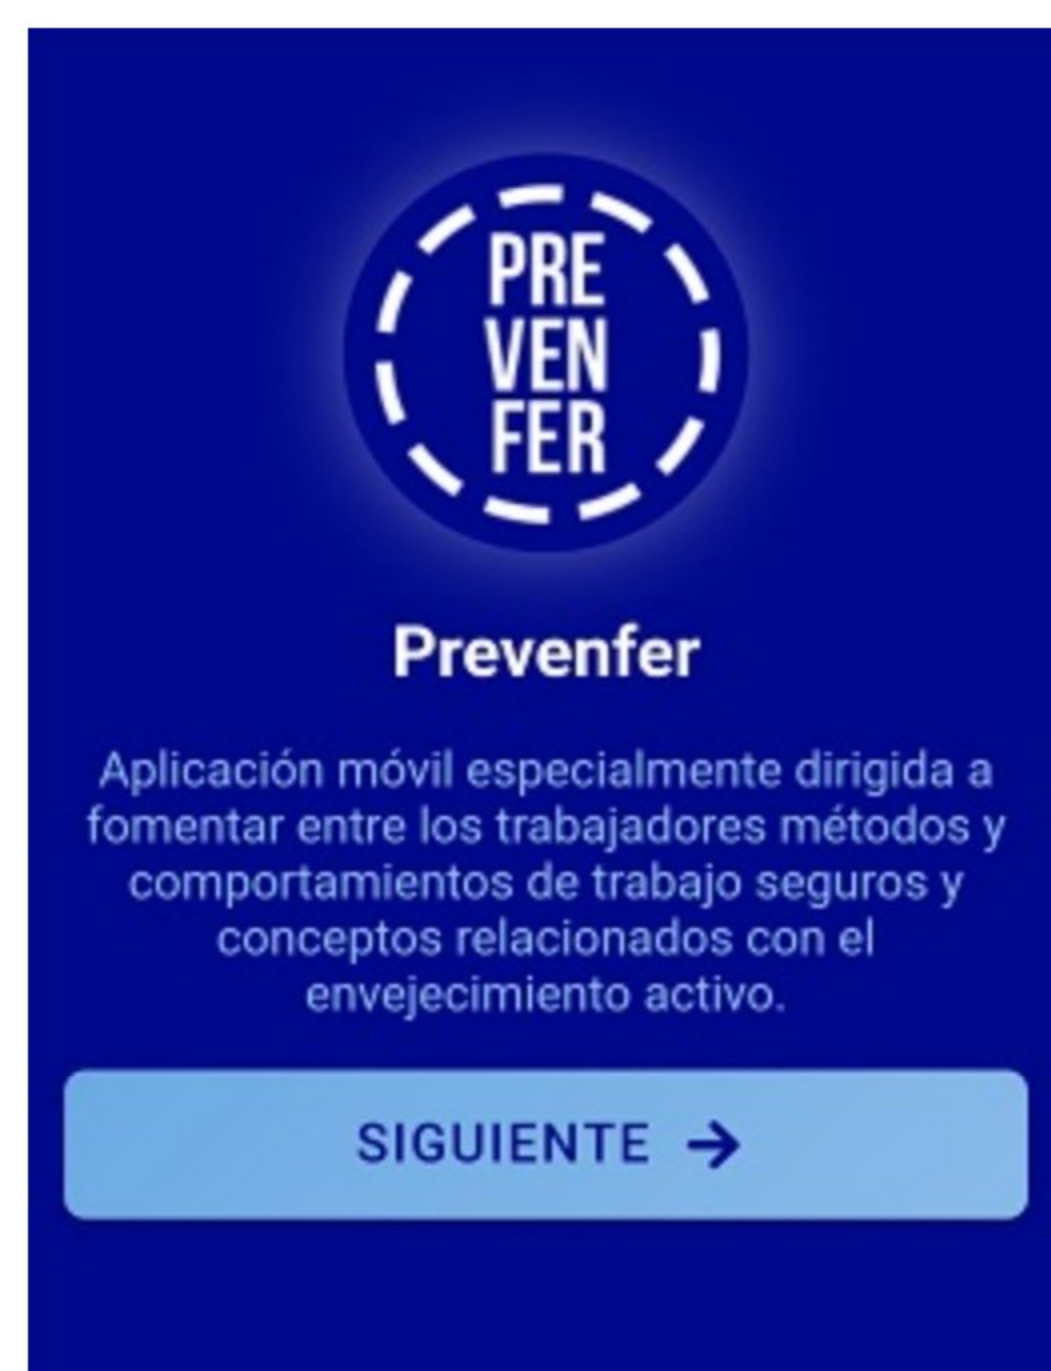 PRE
VEN
FER
Prevenfer
Aplicación móvil especialmente dirigida a
fomentar entre los trabajadores métodos y
comportamientos de trabajo seguros y
conceptos relacionados con el
envejecimiento activo.
SIGUIENTE →